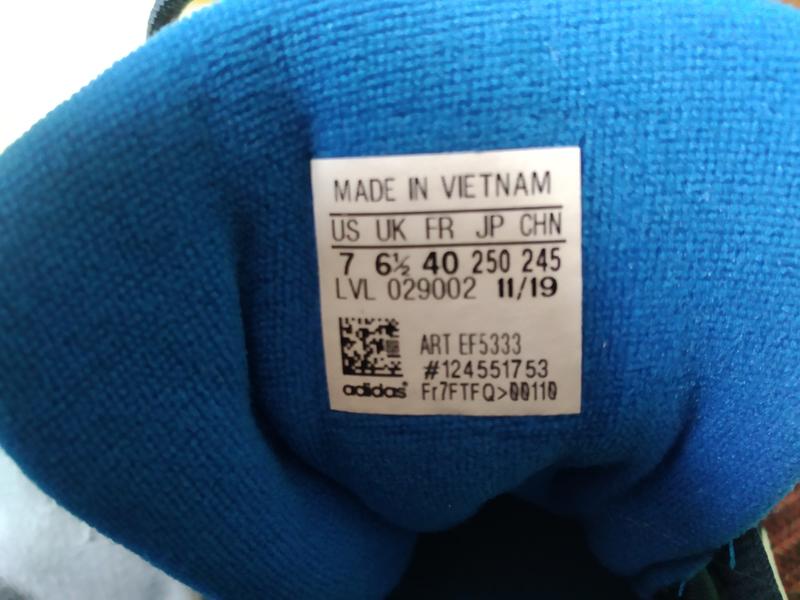 MADE IN VIETNAM
US UK FR JP CHN
7 6½ 40 250 245
LVL 029002 11/19
ART EF5333
#124551753
adidas Fr7FTFQ>00110